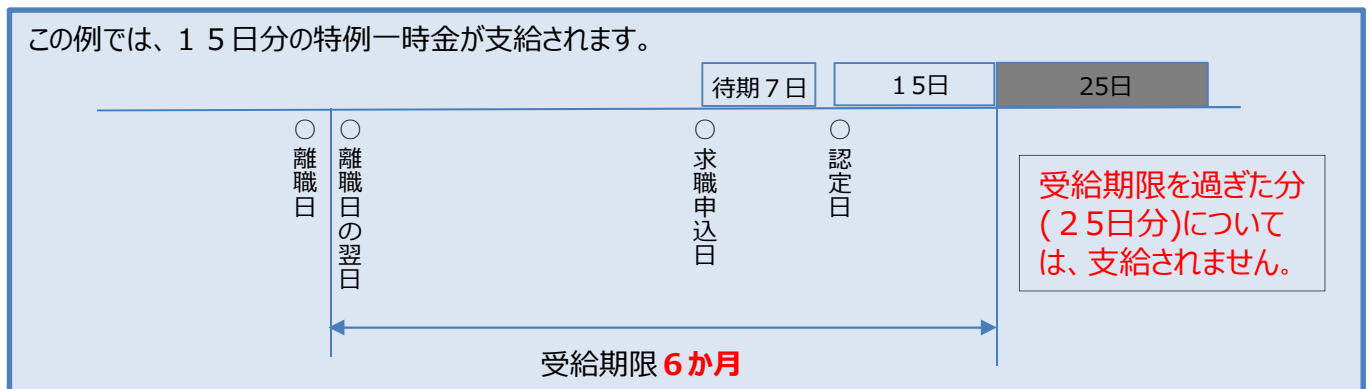 この例では、１５日分の特例一時金が支給されます。
待期７日
１5日
25日
○離職日
○離職日の翌日
○求職申込日
○認定日
受給期限を過ぎた分
(２5日分)について
は、支給されません。
受給期限６か月